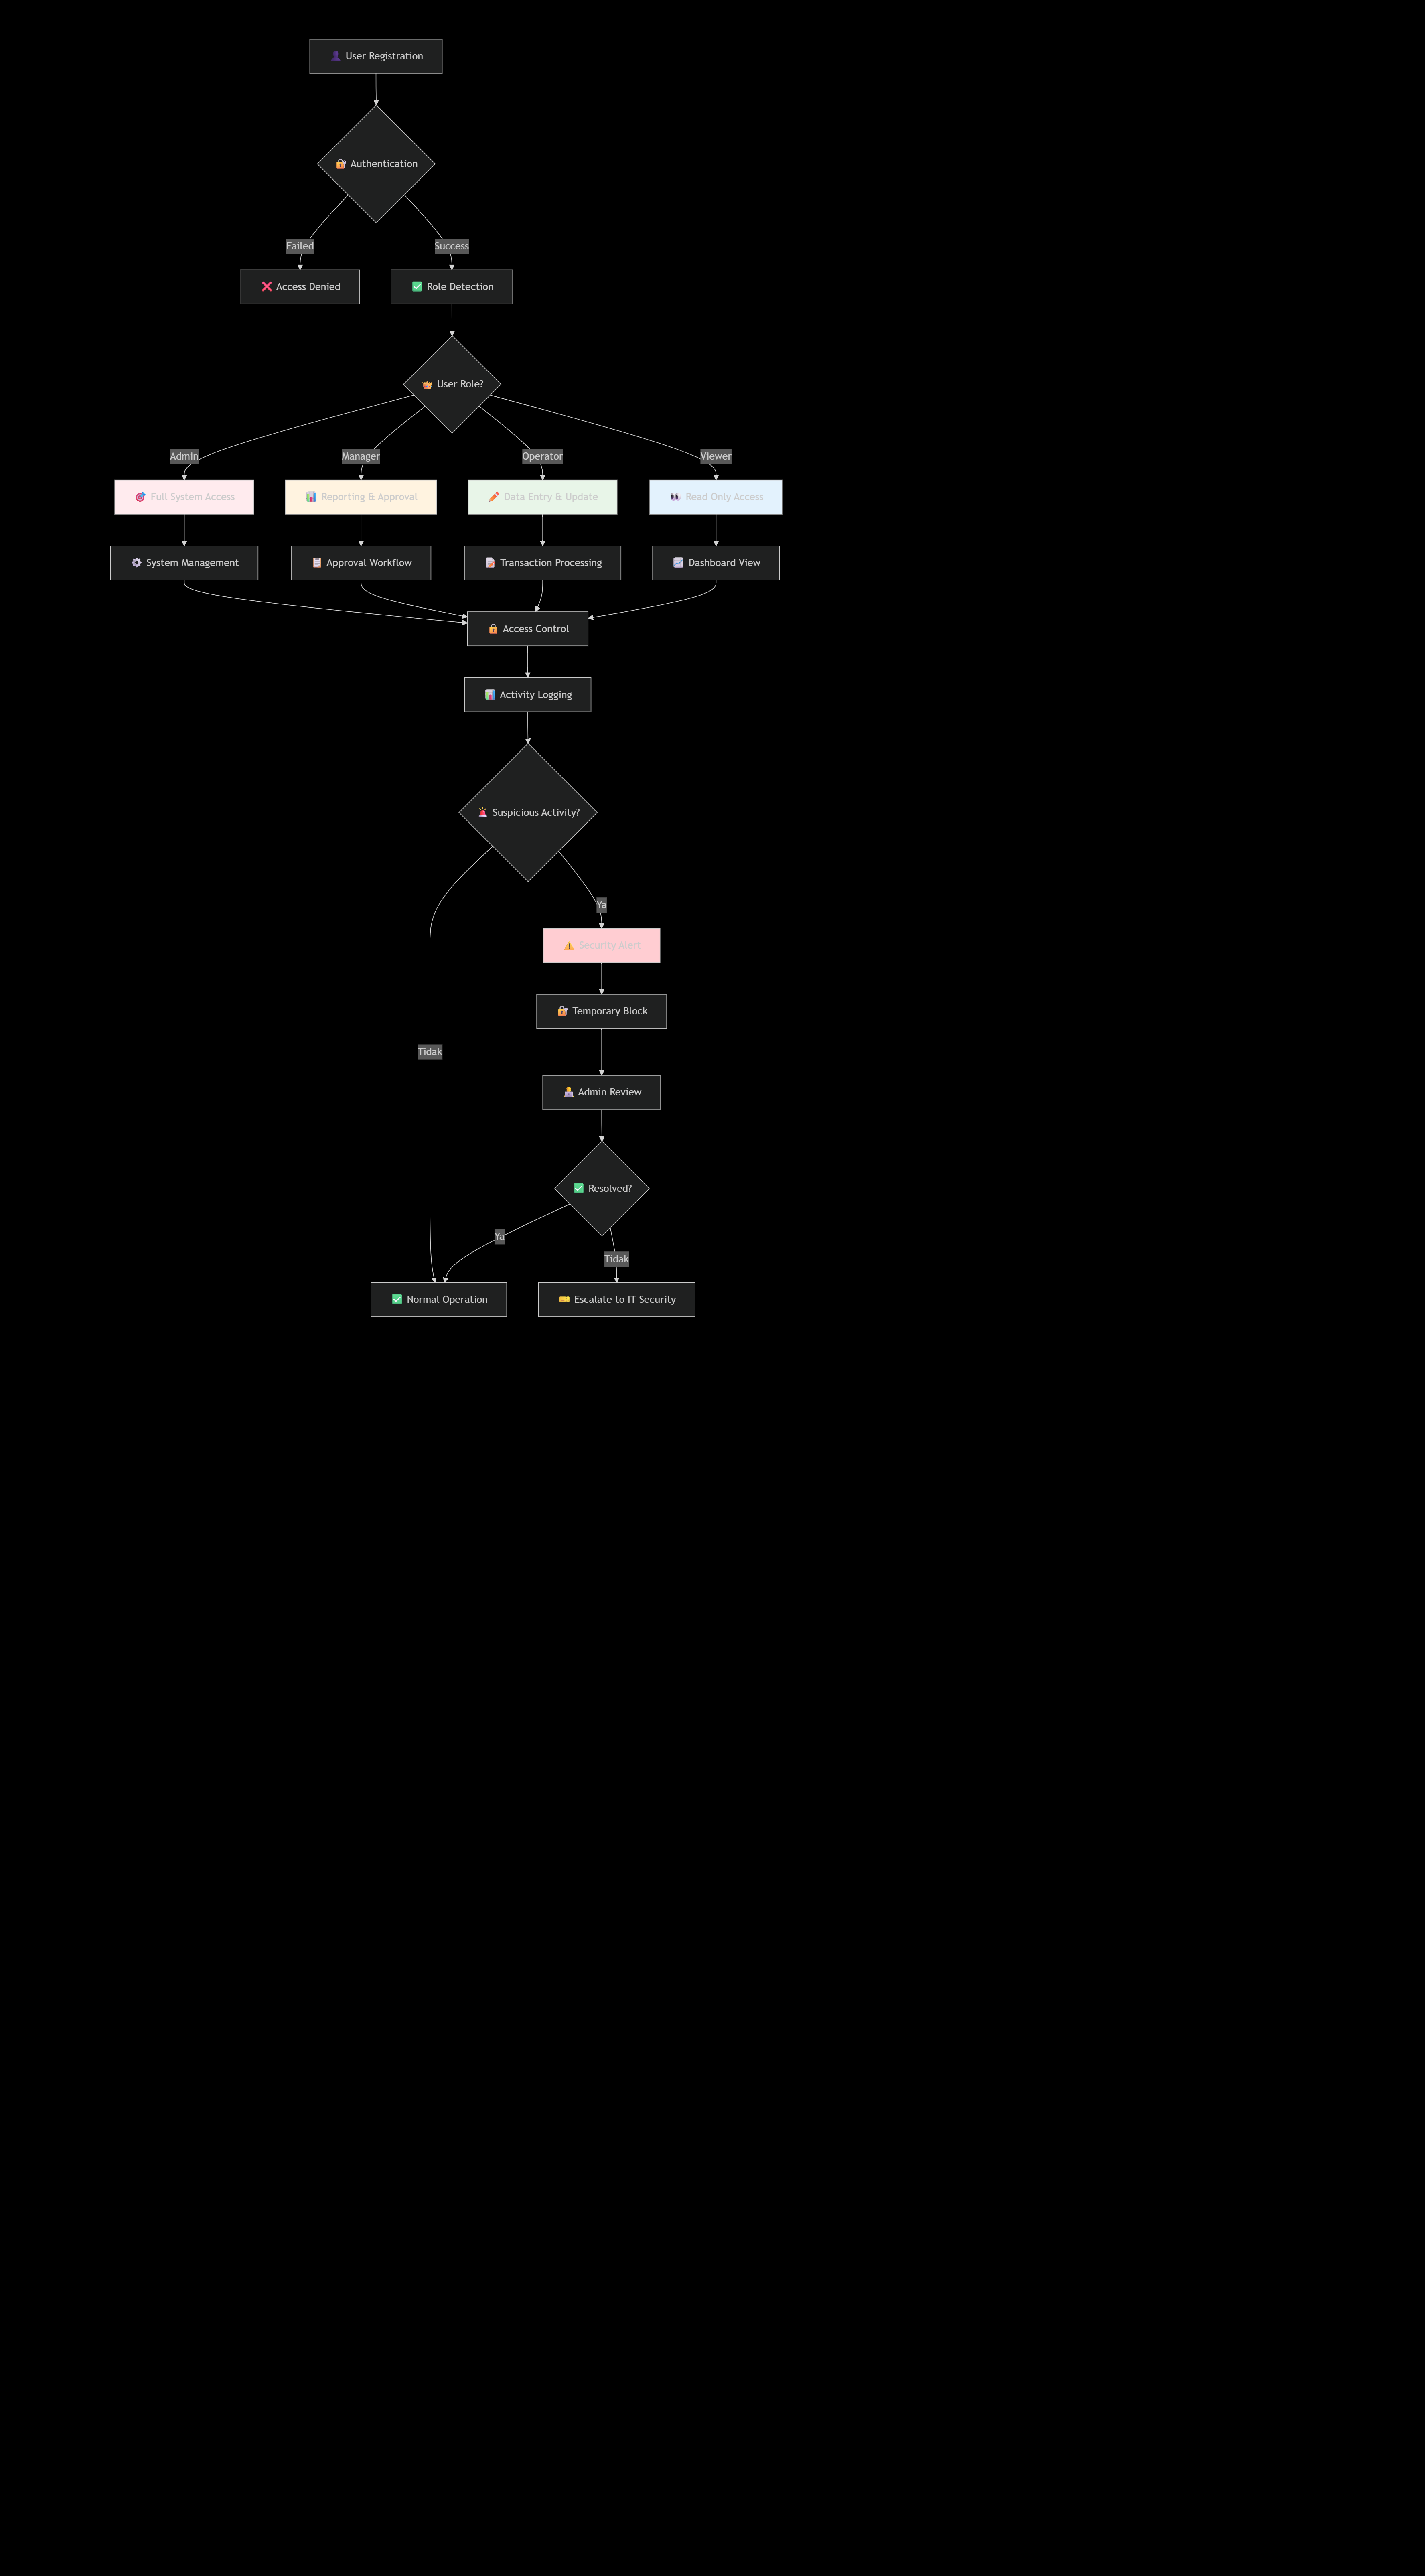 👤 User Registration
🔐 Authentication
Failed
Success
❌ Access Denied
✅ Role Detection
👑 User Role?
Admin
Manager
Operator
Viewer
🎯 Full System Access
📊 Reporting & Approval
✏️ Data Entry & Update
👀 Read Only Access
⚙️ System Management
📋 Approval Workflow
📝 Transaction Processing
📈 Dashboard View
🔒 Access Control
📊 Activity Logging
🚨 Suspicious Activity?
Ya
⚠️ Security Alert
🔐 Temporary Block
Tidak
👨‍💼 Admin Review
✅ Resolved?
Ya
Tidak
✅ Normal Operation
🎫 Escalate to IT Security